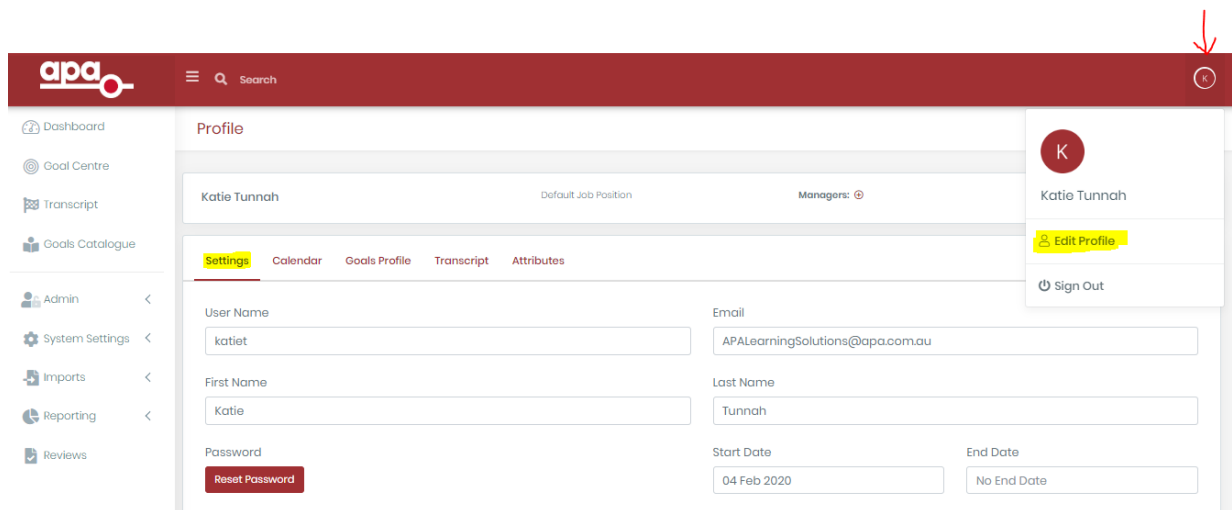 apa
Search
K
Dashboard
Goal Centre
Transcript
Goals Catalogue
Admin
System Settings
Imports
Reporting
Reviews
Profile
Katie Tunnah Default Job Position Managers:
Settings Calendar Goals Profile Transcript Attributes
User Name Email
katiet APALearningSolutions@apa.com.au
First Name Last Name
Katie Tunnah
Password Start Date End Date
Reset Password 04 Feb 2020 No End Date
K
Katie Tunnah
Edit Profile
Sign Out